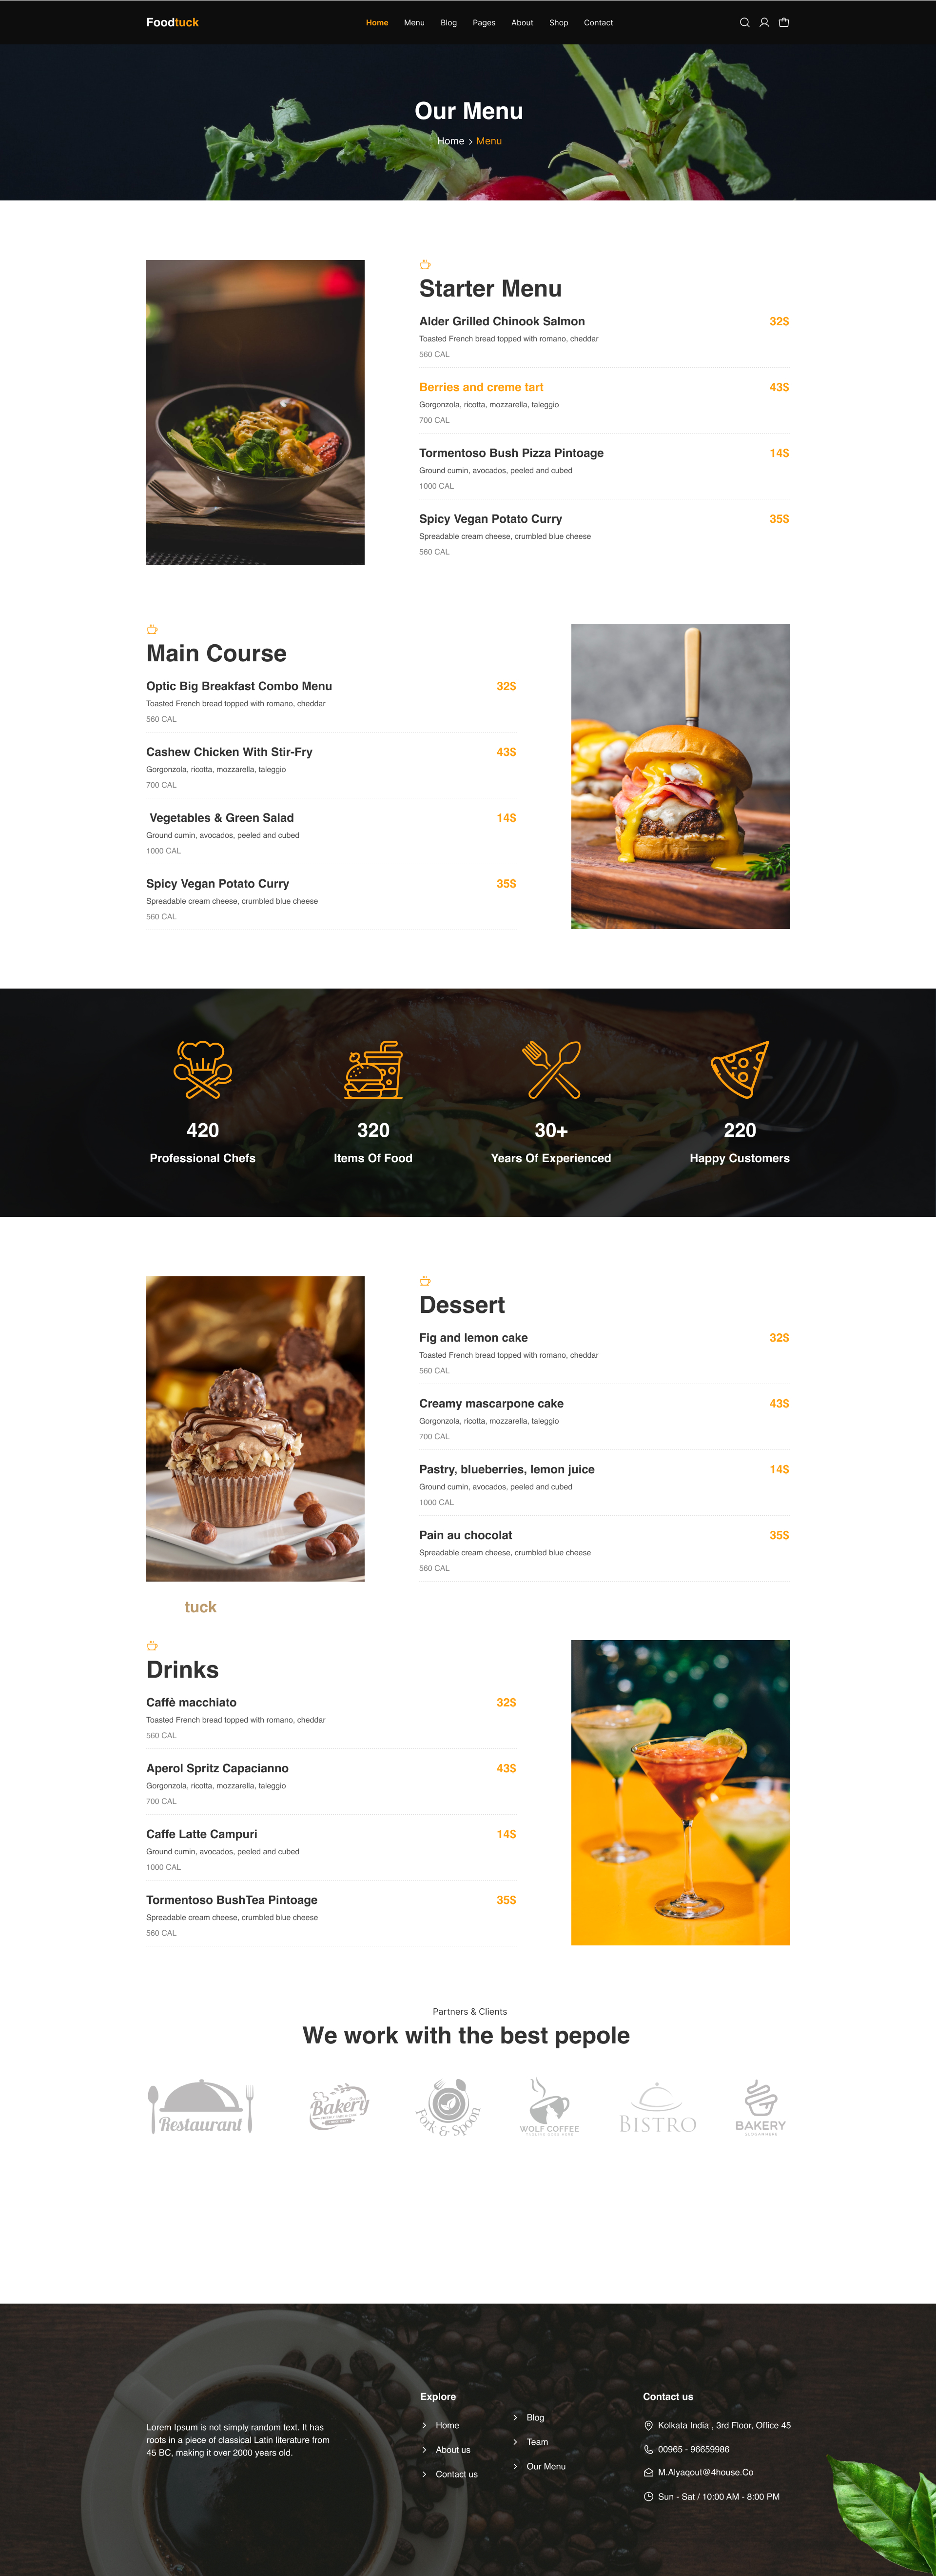 Foodtuck
Home Menu Blog Pages About Shop Contact
Our Menu
Home > Menu
Starter Menu
Alder Grilled Chinook Salmon 32$
Toasted French bread topped with romano, cheddar
560 CAL
Berries and creme tart 43$
Gorgonzola, ricotta, mozzarella, taleggio
700 CAL
Tormentoso Bush Pizza Pintoage 14$
Ground cumin, avocados, peeled and cubed
1000 CAL
Spicy Vegan Potato Curry 35$
Spreadable cream cheese, crumbled blue cheese
560 CAL
Main Course
Optic Big Breakfast Combo Menu 32$
Toasted French bread topped with romano, cheddar
560 CAL
Cashew Chicken With Stir-Fry 43$
Gorgonzola, ricotta, mozzarella, taleggio
700 CAL
Vegetables & Green Salad 14$
Ground cumin, avocados, peeled and cubed
1000 CAL
Spicy Vegan Potato Curry 35$
Spreadable cream cheese, crumbled blue cheese
560 CAL
420
Professional Chefs
320
Items Of Food
30+
Years Of Experienced
220
Happy Customers
Dessert
Fig and lemon cake 32$
Toasted French bread topped with romano, cheddar
560 CAL
Creamy mascarpone cake 43$
Gorgonzola, ricotta, mozzarella, taleggio
700 CAL
Pastry, blueberries, lemon juice 14$
Ground cumin, avocados, peeled and cubed
1000 CAL
Pain au chocolat 35$
Spreadable cream cheese, crumbled blue cheese
560 CAL
tuck
Drinks
Caffè macchiato 32$
Toasted French bread topped with romano, cheddar
560 CAL
Aperol Spritz Capacianno 43$
Gorgonzola, ricotta, mozzarella, taleggio
700 CAL
Caffe Latte Campuri 14$
Ground cumin, avocados, peeled and cubed
1000 CAL
Tormentoso BushTea Pintoage 35$
Spreadable cream cheese, crumbled blue cheese
560 CAL
Partners & Clients
We work with the best pepole
Restaurant
Bakery
Fork & Spoon
WOLF COFFEE
BISTRO
BAKERY
Lorem Ipsum is not simply random text. It has
roots in a piece of classical Latin literature from
45 BC, making it over 2000 years old.
Explore
Home
About us
Contact us
Blog
Team
Our Menu
Contact us
Kolkata India , 3rd Floor, Office 45
00965 - 96659986
M.Alyaqout@4house.Co
Sun - Sat / 10:00 AM - 8:00 PM